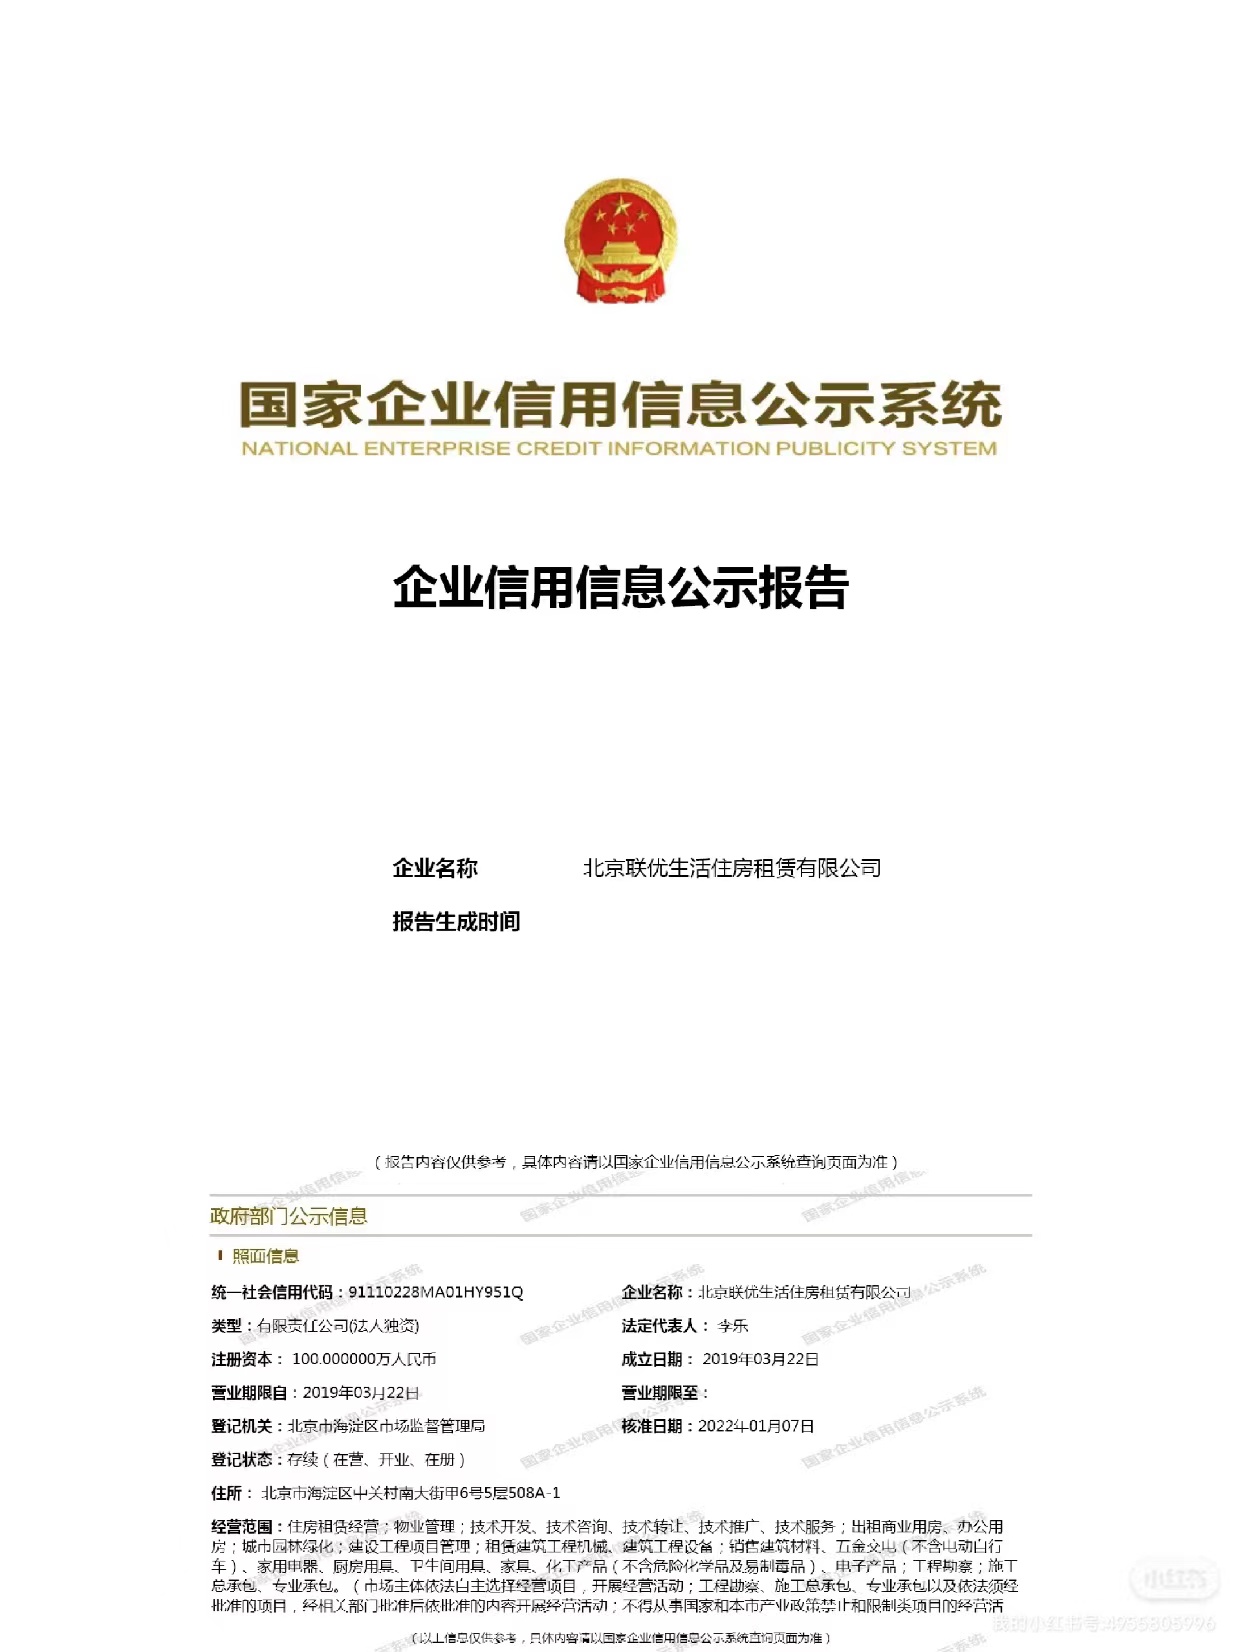 国家企业信用信息公示系统
NATIONAL ENTERPRISE CREDIT INFORMATION PUBLICITY SYSTEM
企业信用信息公示报告
企业名称 北京联优生活住房租赁有限公司
报告生成时间
（报告内容仅供参考，具体内容请以国家企业信用信息公示系统查询页面为准）
政府部门公示信息
照面信息
统一社会信用代码：91110228MA01HY951Q 企业名称：北京联优生活住房租赁有限公司
类型：有限责任公司(法人独资) 法定代表人： 李乐
注册资本： 100.000000万人民币 成立日期： 2019年03月22日
营业期限自：2019年03月22日 营业期限至：
登记机关：北京市海淀区市场监督管理局 核准日期：2022年01月07日
登记状态：存续（在营、开业、在册）
住所： 北京市海淀区中关村南大街甲6号5层508A-1
经营范围：住房租赁经营；物业管理；技术开发、技术咨询、技术转让、技术推广、技术服务；出租商业用房、办公用
房；城市园林绿化；建设工程项目管理；租赁建筑工程机械、建筑工程设备；销售建筑材料、五金交电（不含电动自行
车）、家用电器、厨房用具、卫生间用具、家具、化工产品（不含危险化学品及易制毒品）、电子产品；工程勘察；施工
总承包、专业承包。（市场主体依法自主选择经营项目，开展经营活动；工程勘察、施工总承包、专业承包以及依法须经
批准的项目，经相关部门批准后依批准的内容开展经营活动；不得从事国家和本市产业政策禁止和限制类项目的经营活
（以上信息仅供参考，具体内容请以国家企业信用信息公示系统查询页面为准）
国家企业信用信息公示系统
小红书
我的小红书号:4955805996